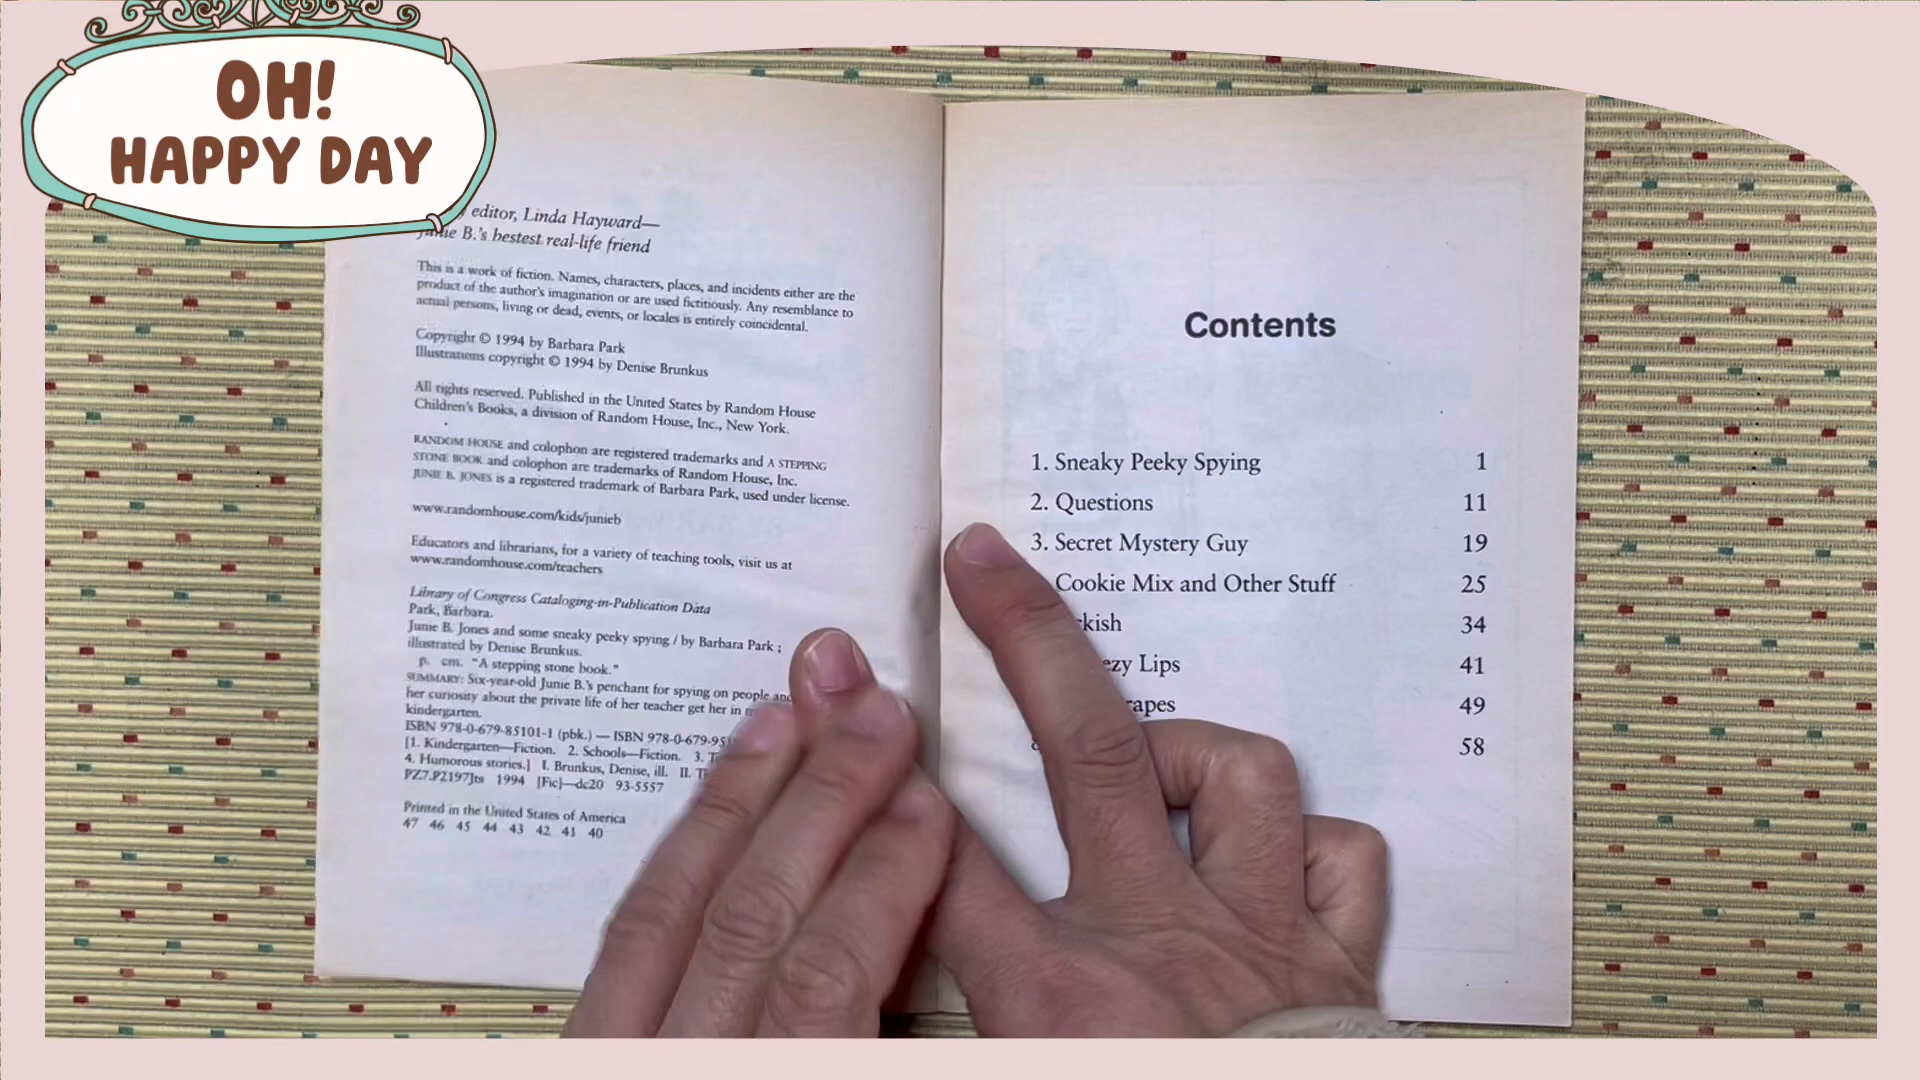 OH!
HAPPY DAY
editor, Linda Hayward—
Junie B.'s bestest real-life friend
This is a work of fiction. Names, characters, places, and incidents either are the
product of the author's imagination or are used fictitiously. Any resemblance to
actual persons, living or dead, events, or locales is entirely coincidental.
Copyright © 1994 by Barbara Park
Illustrations copyright © 1994 by Denise Brunkus
All rights reserved. Published in the United States by Random House
Children's Books, a division of Random House, Inc., New York.
RANDOM HOUSE and colophon are registered trademarks and A STEPPING
STONE BOOK and colophon are trademarks of Random House, Inc.
JUNIE B. JONES is a registered trademark of Barbara Park, used under license.
www.randomhouse.com/kids/junieb
Educators and librarians, for a variety of teaching tools, visit us at
www.randomhouse.com/teachers
Library of Congress Cataloging-in-Publication Data
Park, Barbara.
Junie B. Jones and some sneaky peeky spying / by Barbara Park ;
illustrated by Denise Brunkus.
p. cm. "A stepping stone book."
SUMMARY: Six-year-old Junie B.'s penchant for spying on people and
her curiosity about the private life of her teacher get her in
kindergarten.
ISBN 978-0-679-85101-1 (pbk.) — ISBN 978-0-679-95
[1. Kindergarten—Fiction. 2. Schools—Fiction. 3.
4. Humorous stories.] I. Brunkus, Denise, ill. II.
PZ7.P2197Jts 1994 [Fic]—dc20 93-5557
Printed in the United States of America
47 46 45 44 43 42 41 40
Contents
1. Sneaky Peeky Spying 1
2. Questions 11
3. Secret Mystery Guy 19
Cookie Mix and Other Stuff 25
kish 34
ezy Lips 41
rapes 49
58